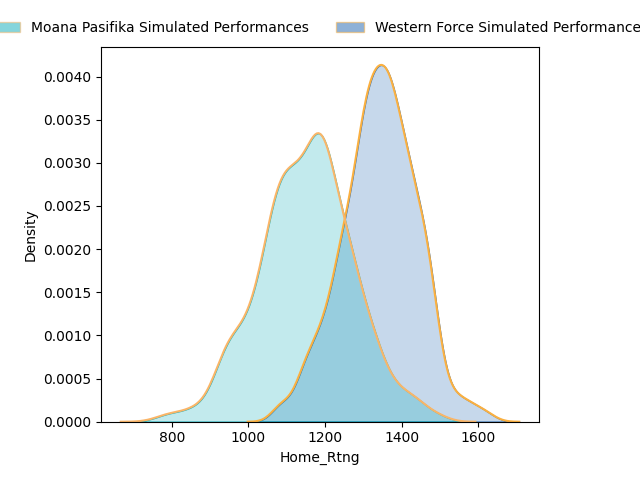 Moana Pasifika Simulated Performances
Western Force Simulated Performance
0.0040
0.0035
0.0030
0.0025
0.0020
0.0015
0.0010
0.0005
0.0000
Density
800 1000 1200 1400 1600
Home_Rtng